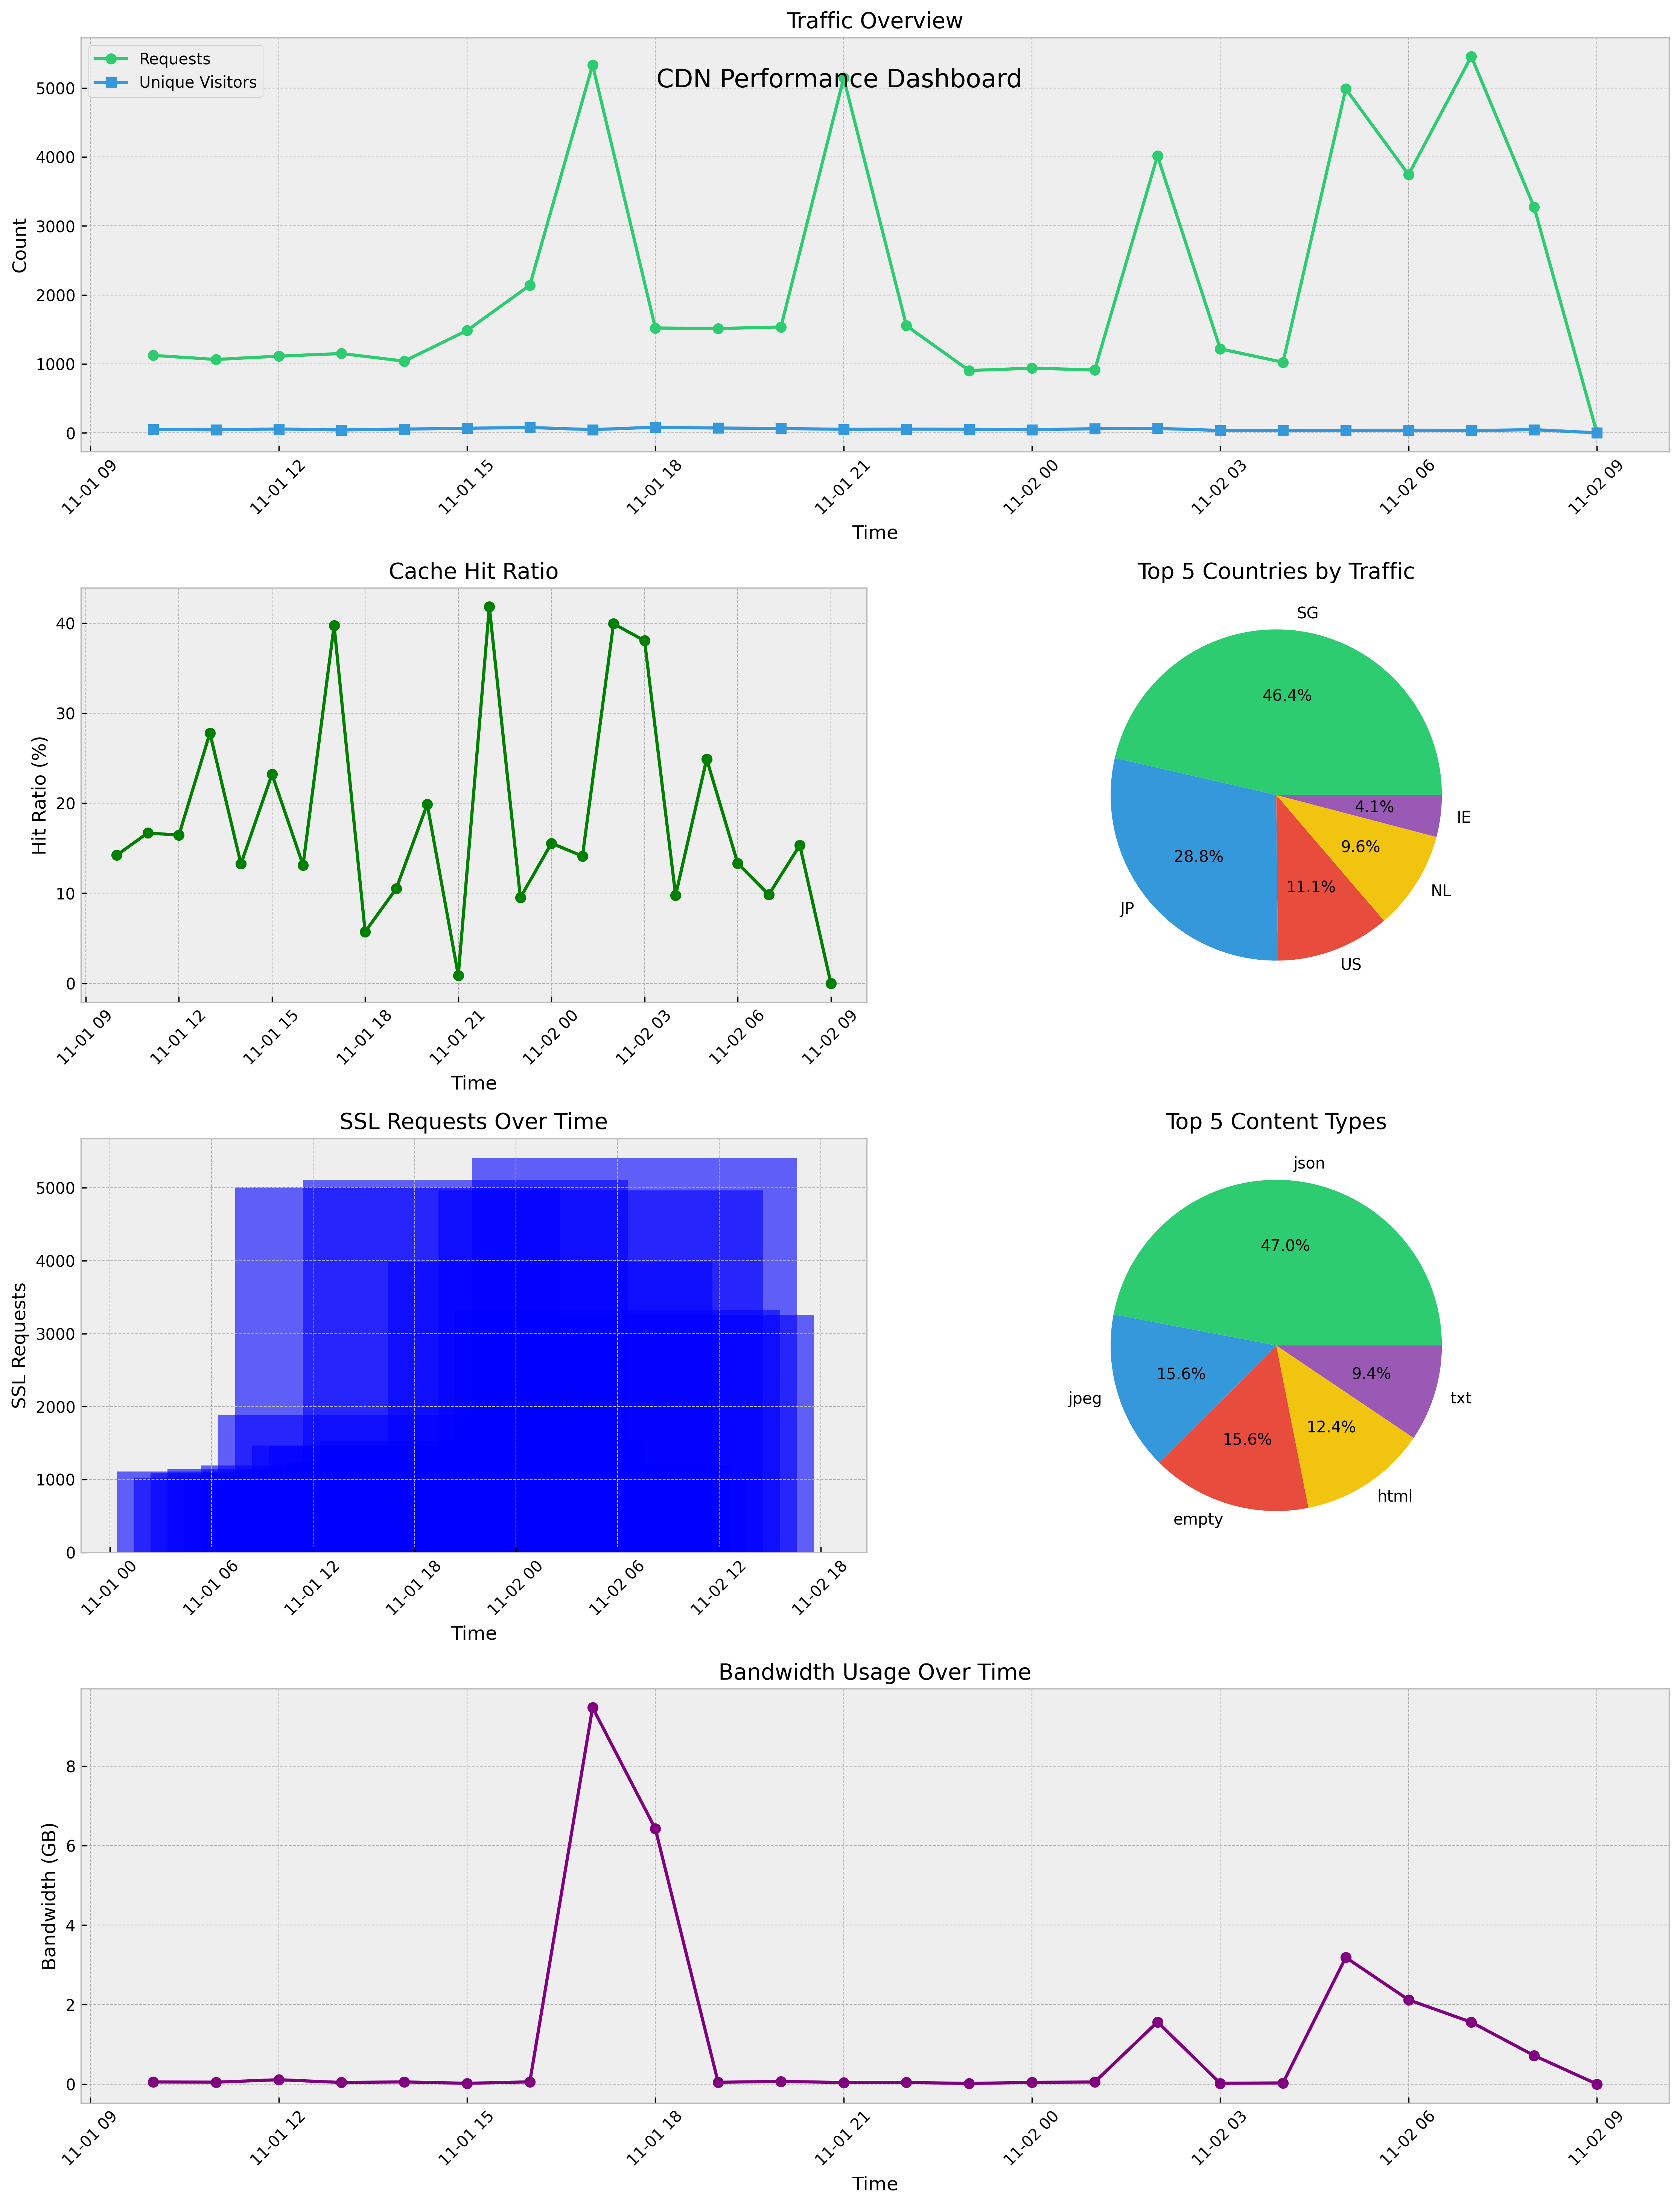 Traffic Overview
CDN Performance Dashboard
Requests
Unique Visitors
Count
5000
4000
3000
2000
1000
0
11-01 09
11-01 12
11-01 15
11-01 18
11-01 21
11-02 00
11-02 03
11-02 06
11-02 09
Time
Cache Hit Ratio
Hit Ratio (%)
40
30
20
10
0
11-01 09
11-01 12
11-01 15
11-01 18
11-01 21
11-02 00
11-02 03
11-02 06
11-02 09
Time
Top 5 Countries by Traffic
SG
46.4%
JP
28.8%
US
11.1%
NL
9.6%
IE
4.1%
SSL Requests Over Time
SSL Requests
5000
4000
3000
2000
1000
0
11-01 00
11-01 06
11-01 12
11-01 18
11-02 00
11-02 06
11-02 12
11-02 18
Time
Top 5 Content Types
json
47.0%
jpeg
15.6%
empty
15.6%
html
12.4%
txt
9.4%
Bandwidth Usage Over Time
Bandwidth (GB)
8
6
4
2
0
11-01 09
11-01 12
11-01 15
11-01 18
11-01 21
11-02 00
11-02 03
11-02 06
11-02 09
Time